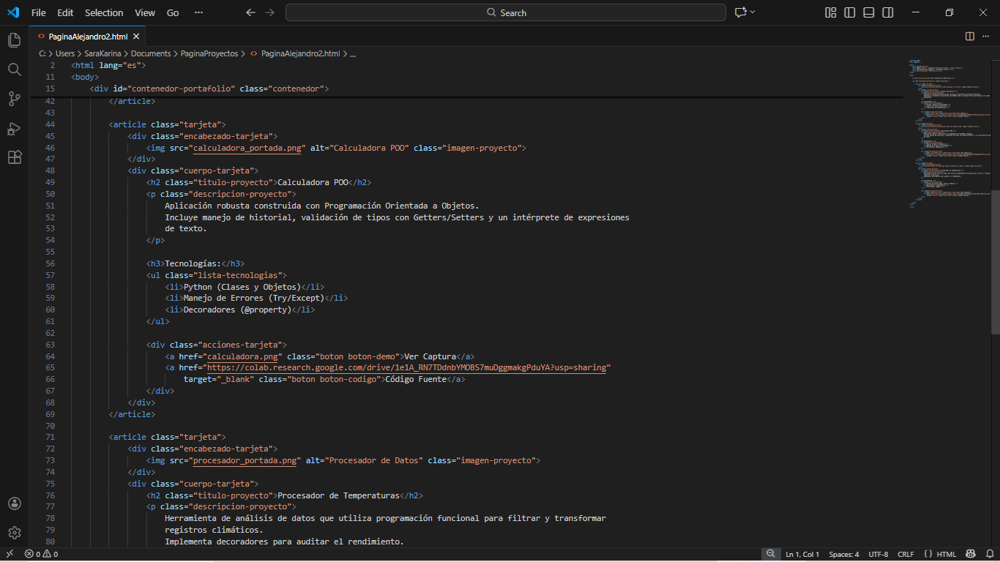 File Edit Selection View Go ··· Search
PaginaAlejandro2.html
C: > Users > SaraKarina > Documents > PaginaProyectos > PaginaAlejandro2.html > ...
2 <html lang="es">
11 <body>
15 <div id="contenedor-portafolio" class="contenedor">
42 </article>
43
44 <article class="tarjeta">
45 <div class="encabezado-tarjeta">
46 <img src="calculadora_portada.png" alt="Calculadora POO" class="imagen-proyecto">
47 </div>
48 <div class="cuerpo-tarjeta">
49 <h2 class="titulo-proyecto">Calculadora POO</h2>
50 <p class="descripcion-proyecto">
51 Aplicación robusta construida con Programación Orientada a Objetos.
52 Incluye manejo de historial, validación de tipos con Getters/Setters y un intérprete de expresiones
53 de texto.
54 </p>
55
56 <h3>Tecnologías:</h3>
57 <ul class="lista-tecnologias">
58 <li>Python (Clases y Objetos)</li>
59 <li>Manejo de Errores (Try/Except)</li>
60 <li>Decoradores (@property)</li>
61 </ul>
62
63 <div class="acciones-tarjeta">
64 <a href="calculadora.png" class="boton boton-demo">Ver Captura</a>
65 <a href="https://colab.research.google.com/drive/1e1A_RN7TDdnbYMOBS7muDggmakgPduYA?usp=sharing"
66 target="_blank" class="boton boton-codigo">Código Fuente</a>
67 </div>
68 </div>
69 </article>
70
71 <article class="tarjeta">
72 <div class="encabezado-tarjeta">
73 <img src="procesador_portada.png" alt="Procesador de Datos" class="imagen-proyecto">
74 </div>
75 <div class="cuerpo-tarjeta">
76 <h2 class="titulo-proyecto">Procesador de Temperaturas</h2>
77 <p class="descripcion-proyecto">
78 Herramienta de análisis de datos que utiliza programación funcional para filtrar y transformar
79 registros climáticos.
80 Implementa decoradores para auditar el rendimiento.
0 0 Ln 1, Col 1 Spaces: 4 UTF-8 CRLF { } HTML